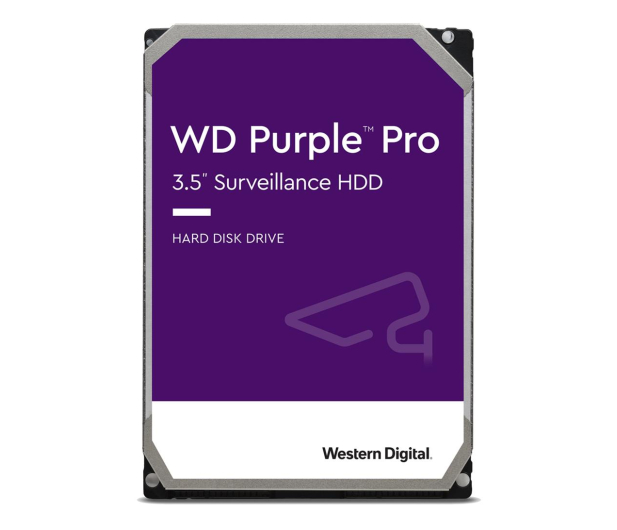 WD Purple™ Pro
3.5″ Surveillance HDD
HARD DISK DRIVE
Western Digital.